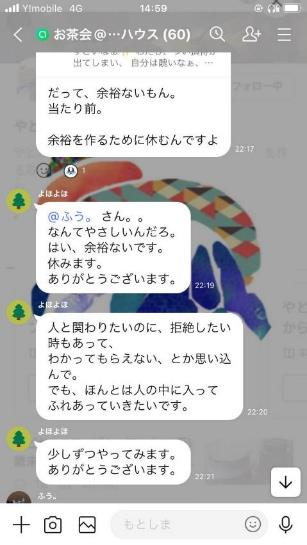 Y!mobile 4G 14:59
お茶会@…ハウス (60)
出てしまい、自分は醜いなぁ、…
だって、余裕ないもん。
当たり前。
余裕を作るために休むんですよ
22:17
1
よほよほ
@ふう。さん。。
なんてやさしいんだろ。
はい、余裕ないです。
休みます。
ありがとうございます。
22:19
よほよほ
人と関わりたいのに、拒絶したい
時もあって、
わかってもらえない、とか思い込
んで。
でも、ほんとは人の中に入って
ふれあっていきたいです。
22:20
よほよほ
少しずつやってみます。
ありがとうございます。
22:21
ふう。
もとしま